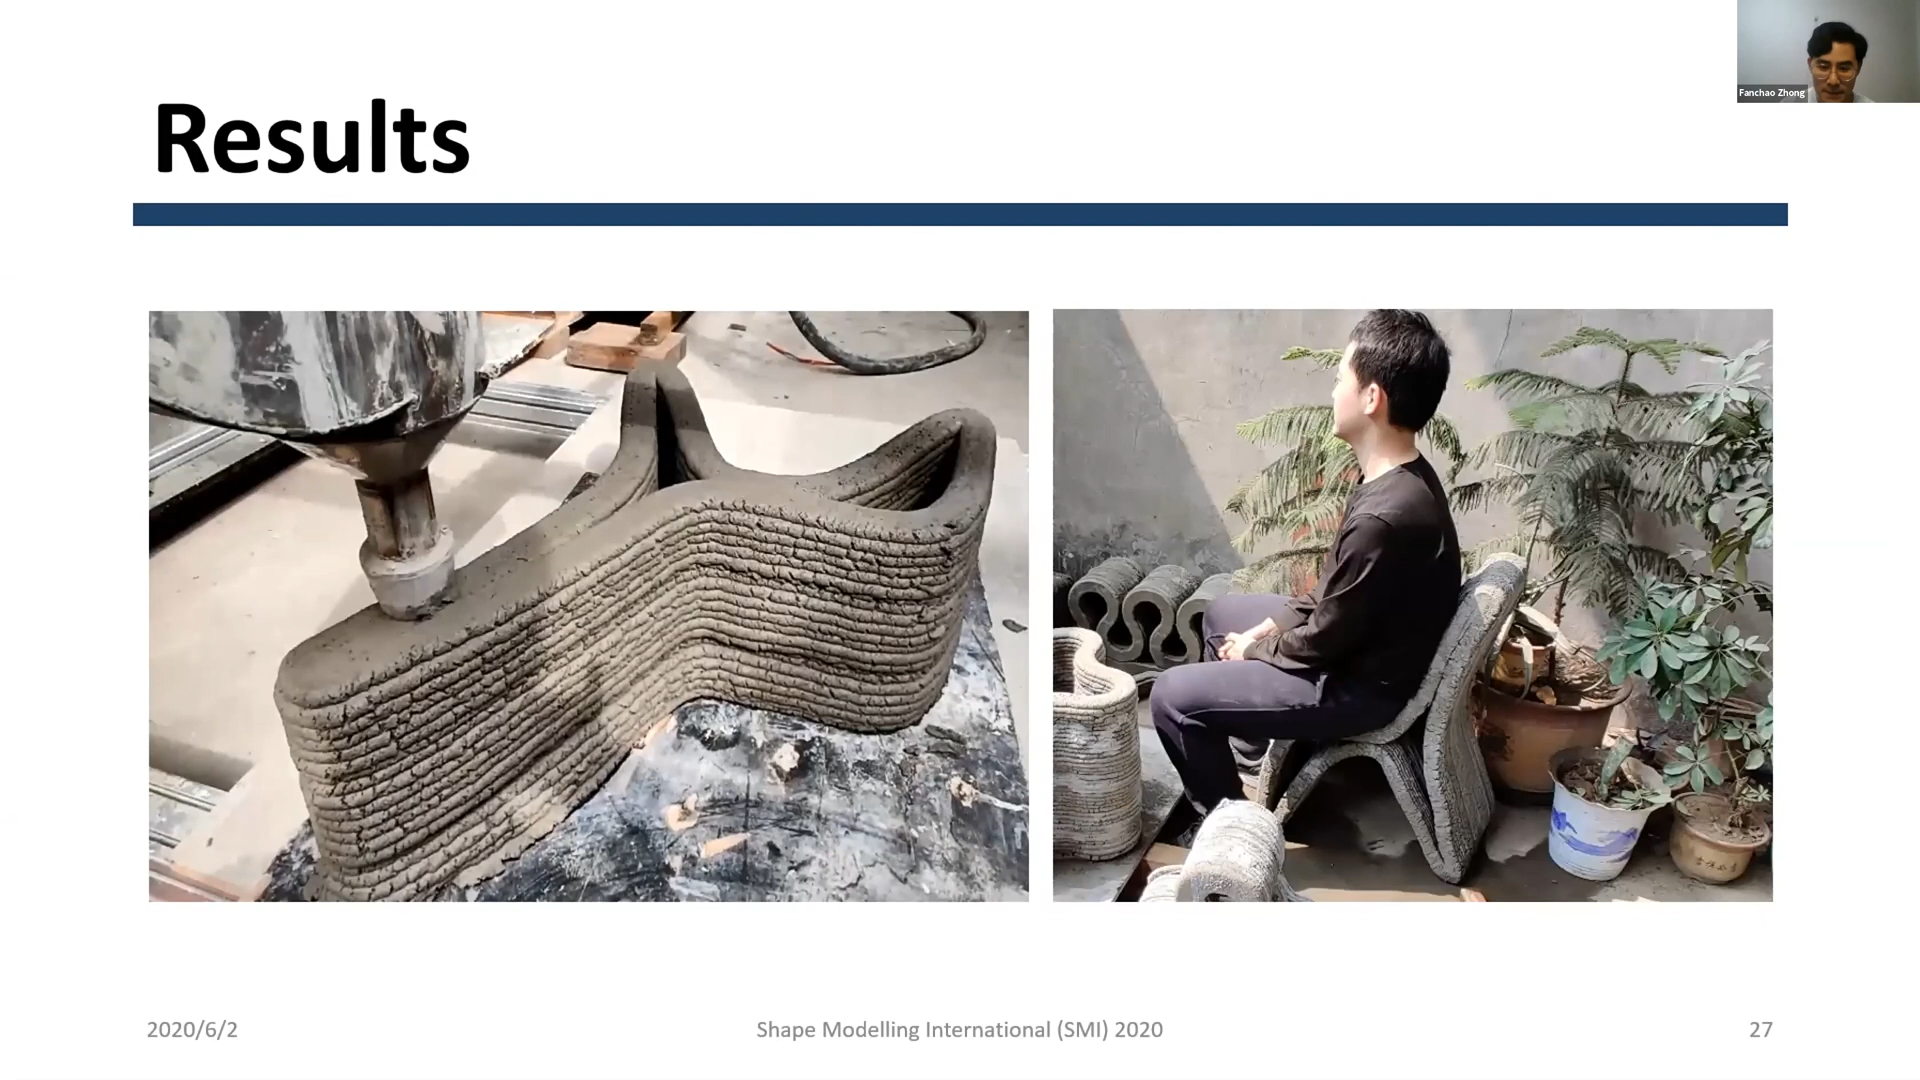 Fanchao Zhong
Results
2020/6/2
Shape Modelling International (SMI) 2020
27